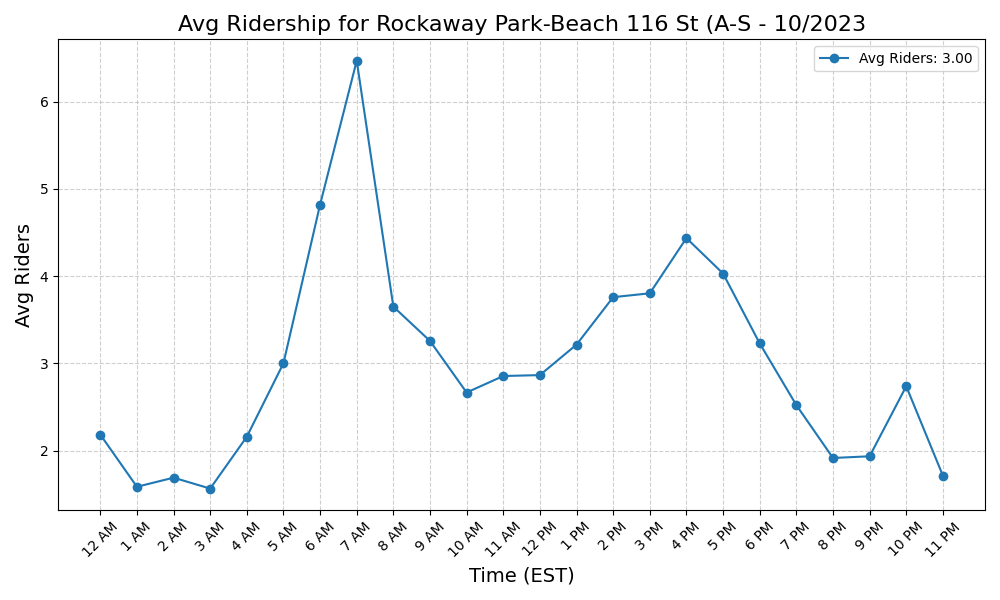 Avg Ridership for Rockaway Park-Beach 116 St (A-S - 10/2023
Avg Riders: 3.00
Avg Riders
6
5
4
3
2
12 AM
1 AM
2 AM
3 AM
4 AM
5 AM
6 AM
7 AM
8 AM
9 AM
10 AM
11 AM
12 PM
1 PM
2 PM
3 PM
4 PM
5 PM
6 PM
7 PM
8 PM
9 PM
10 PM
11 PM
Time (EST)